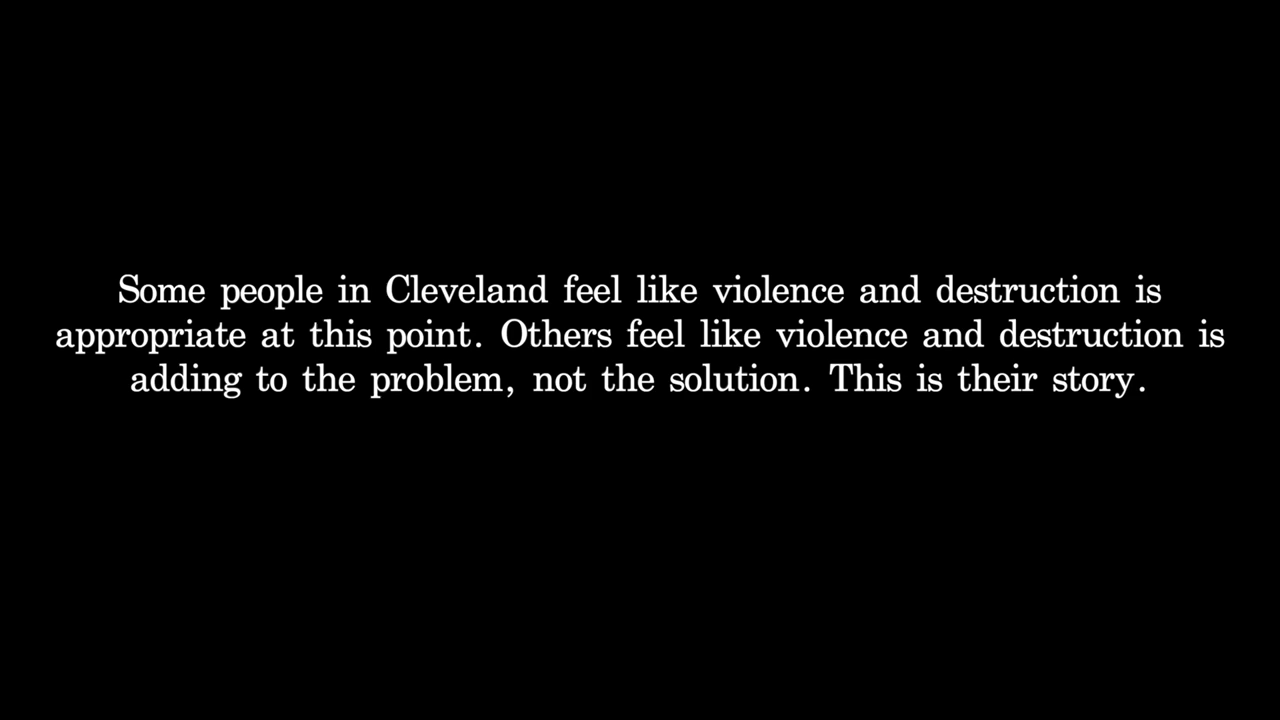 Some people in Cleveland feel like violence and destruction is
appropriate at this point. Others feel like violence and destruction is
adding to the problem, not the solution. This is their story.